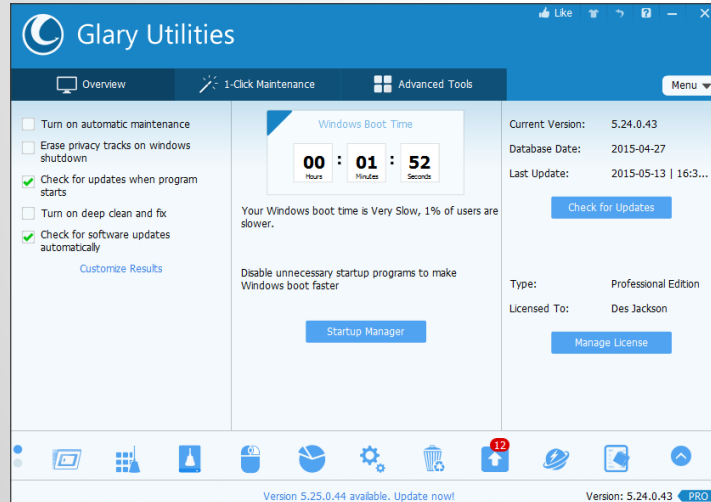 Like
Glary Utilities
Overview
1-Click Maintenance
Advanced Tools
Menu
Turn on automatic maintenance
Erase privacy tracks on windows
shutdown
Check for updates when program
starts
Turn on deep clean and fix
Check for software updates
automatically
Customize Results
Windows Boot Time
00 : 01 : 52
Hours Minutes Seconds
Your Windows boot time is Very Slow, 1% of users are
slower.
Disable unnecessary startup programs to make
Windows boot faster
Startup Manager
Current Version: 5.24.0.43
Database Date: 2015-04-27
Last Update: 2015-05-13 | 16:3...
Check for Updates
Type: Professional Edition
Licensed To: Des Jackson
Manage License
12
Version 5.25.0.44 available. Update now!
Version: 5.24.0.43 PRO